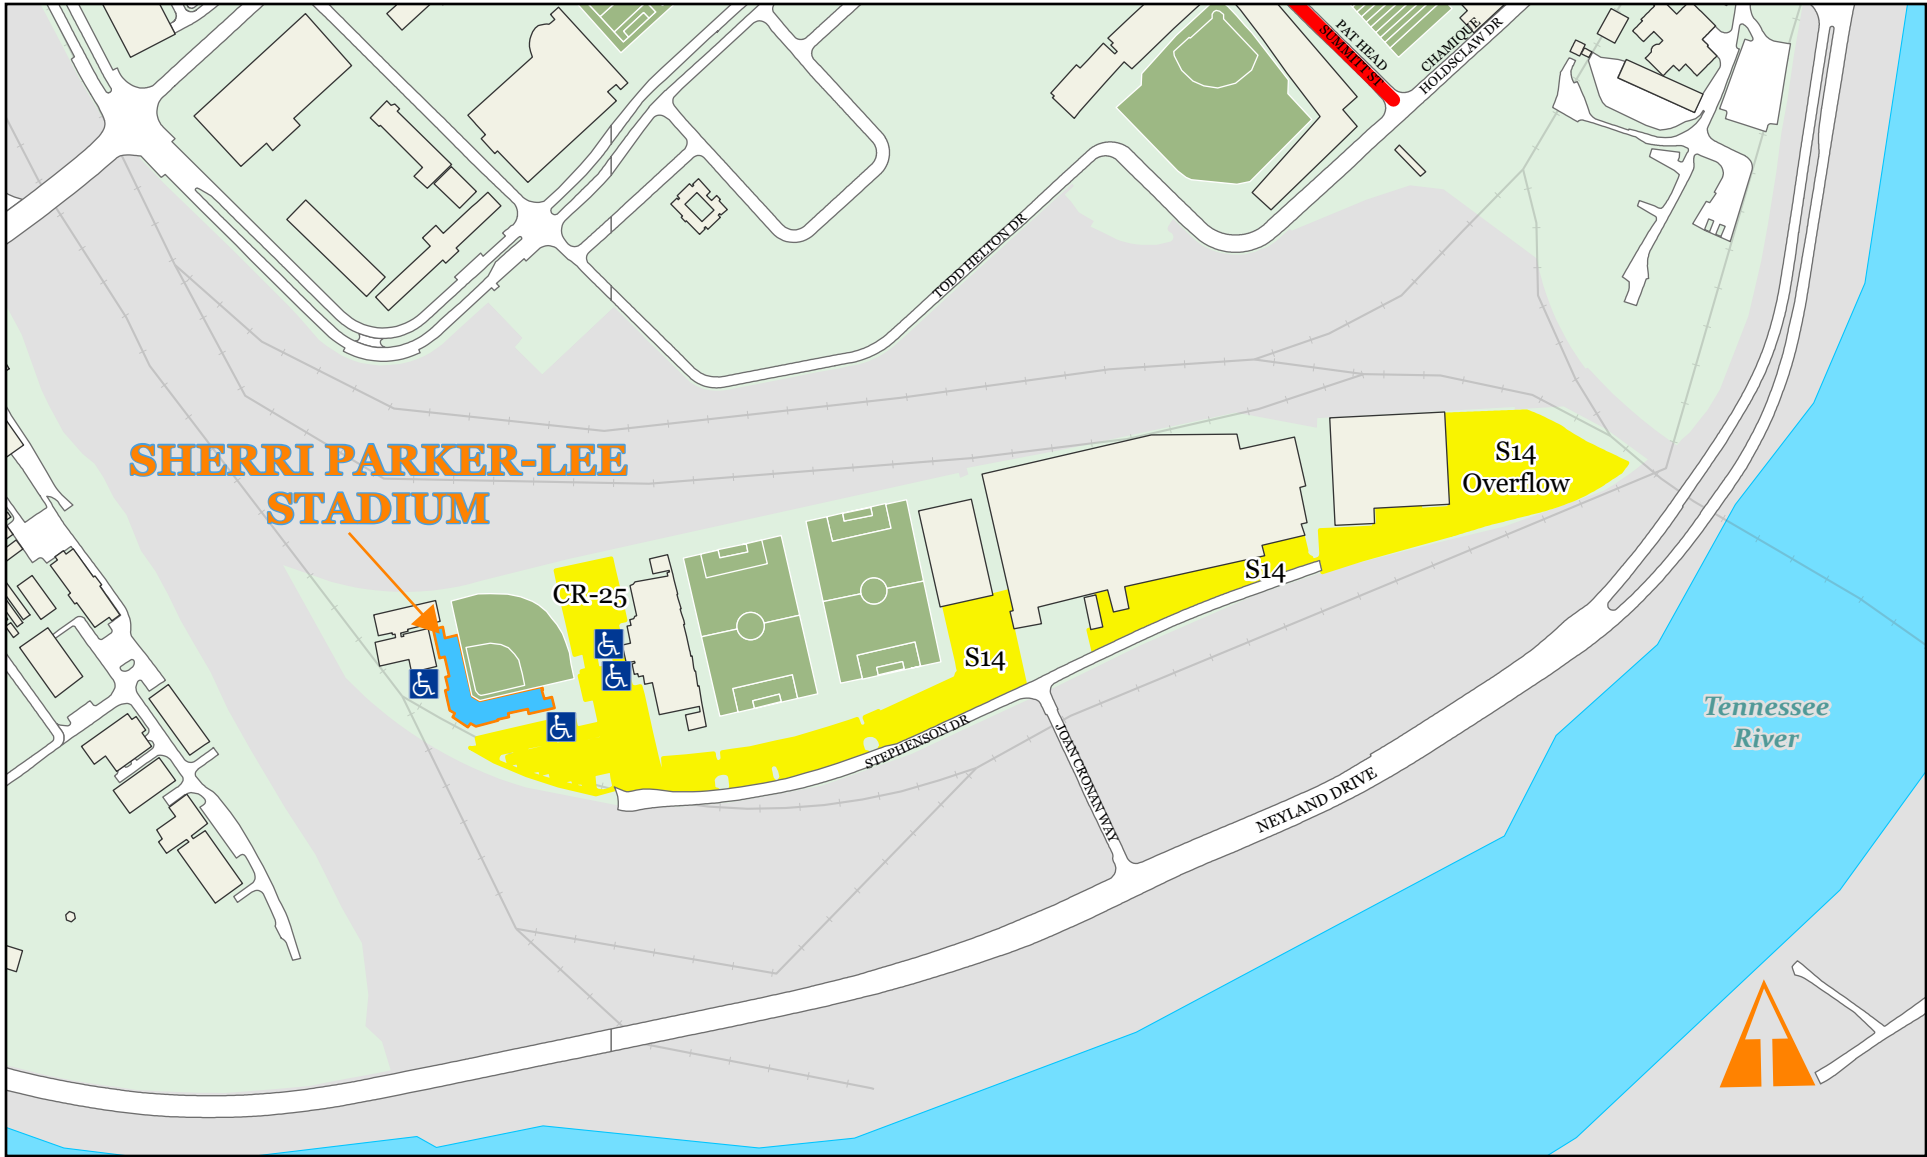 PAT HEAD
SUMMITT ST
CHAMIQUE
HOLDSCLAW DR
TODD HELTON DR
SHERRI PARKER-LEE
STADIUM
S14
Overflow
CR-25
S14
S14
STEPHENSON DR
JOAN CRONAN WAY
NEYLAND DRIVE
Tennessee
River